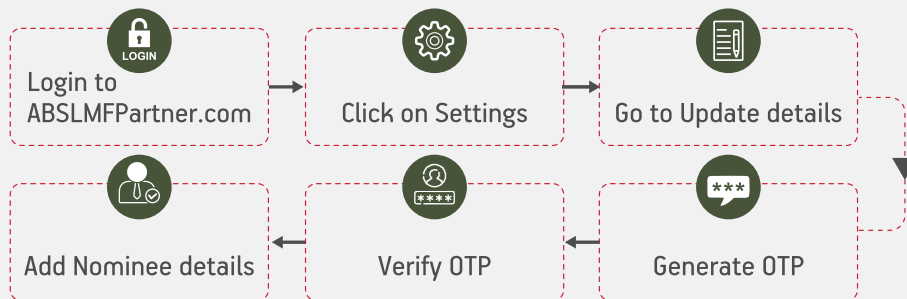 LOGIN
Login to
ABSLMFPartner.com
Click on Settings
Go to Update details
***
Generate OTP
****
Verify OTP
Add Nominee details